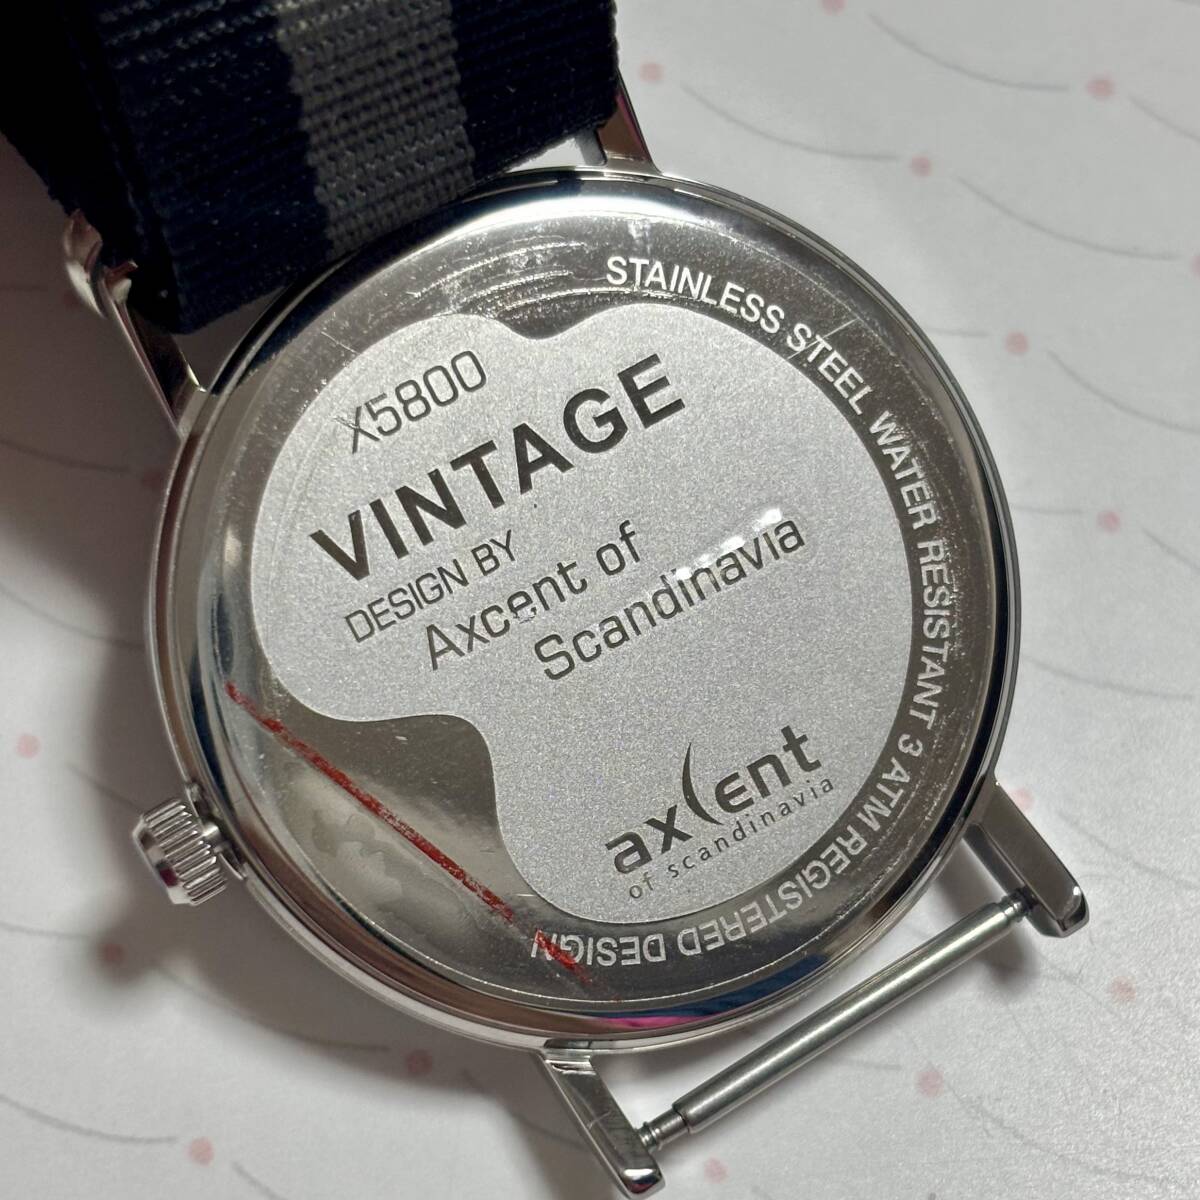 X5800
VINTAGE
DESIGN BY
Axcent of
Scandinavia
axcent
of scandinavia
STAINLESS STEEL WATER RESISTANT 3 ATM REGISTERED DESIGN